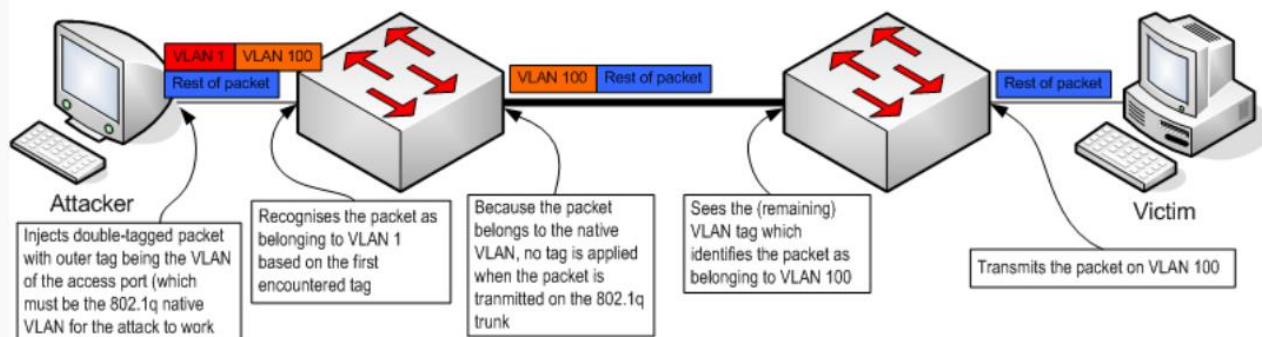 VLAN 1 VLAN 100
Rest of packet
VLAN 100 Rest of packet
Rest of packet
Attacker
Victim
Injects double-tagged packet
with outer tag being the VLAN
of the access port (which
must be the 802.1q native
VLAN for the attack to work
Recognises the packet as
belonging to VLAN 1
based on the first
encountered tag
Because the packet
belongs to the native
VLAN, no tag is applied
when the packet is
tranmitted on the 802.1q
trunk
Sees the (remaining)
VLAN tag which
identifies the packet as
belonging to VLAN 100
Transmits the packet on VLAN 100